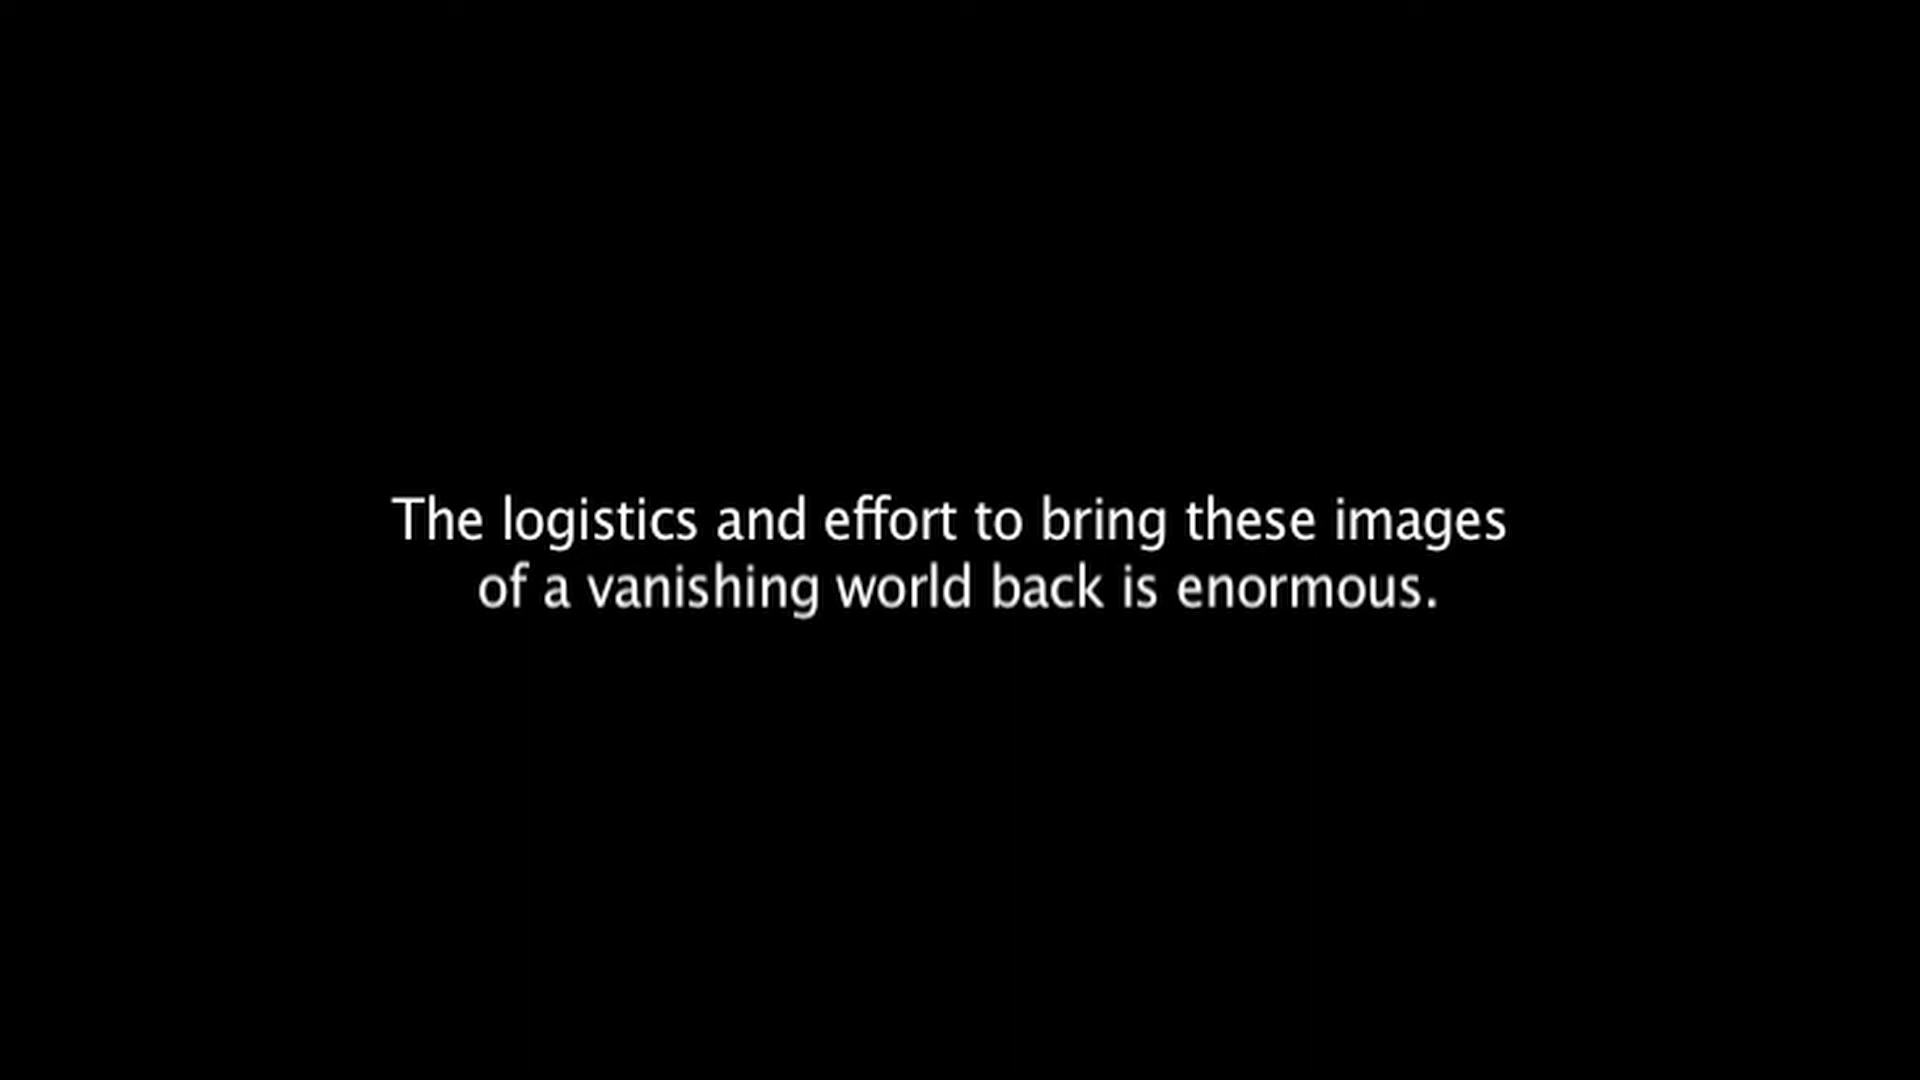 The logistics and effort to bring these images
of a vanishing world back is enormous.